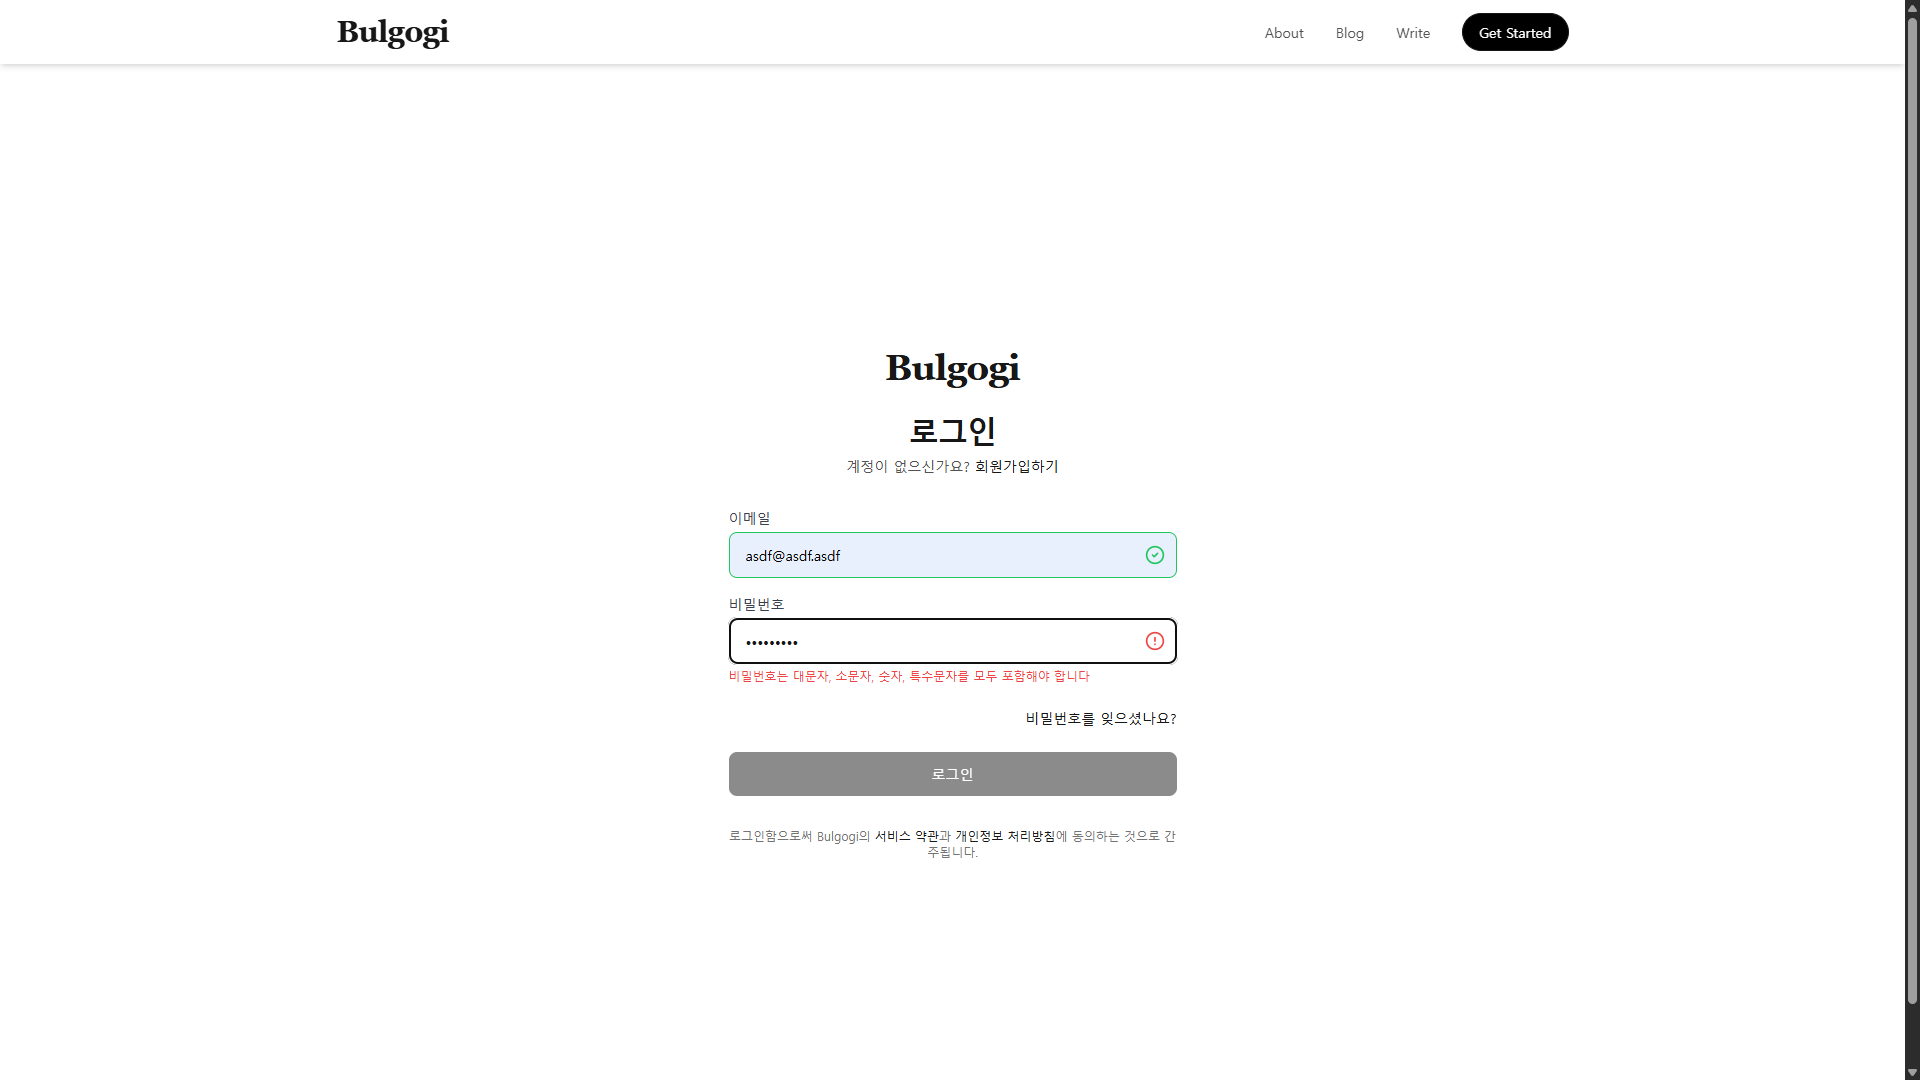 Bulgogi
About
Blog
Write
Get Started
Bulgogi
로그인
계정이 없으신가요? 회원가입하기
이메일
asdf@asdf.asdf
비밀번호
•••••••••
비밀번호는 대문자, 소문자, 숫자, 특수문자를 모두 포함해야 합니다
비밀번호를 잊으셨나요?
로그인
로그인함으로써 Bulgogi의 서비스 약관과 개인정보 처리방침에 동의하는 것으로 간
주됩니다.